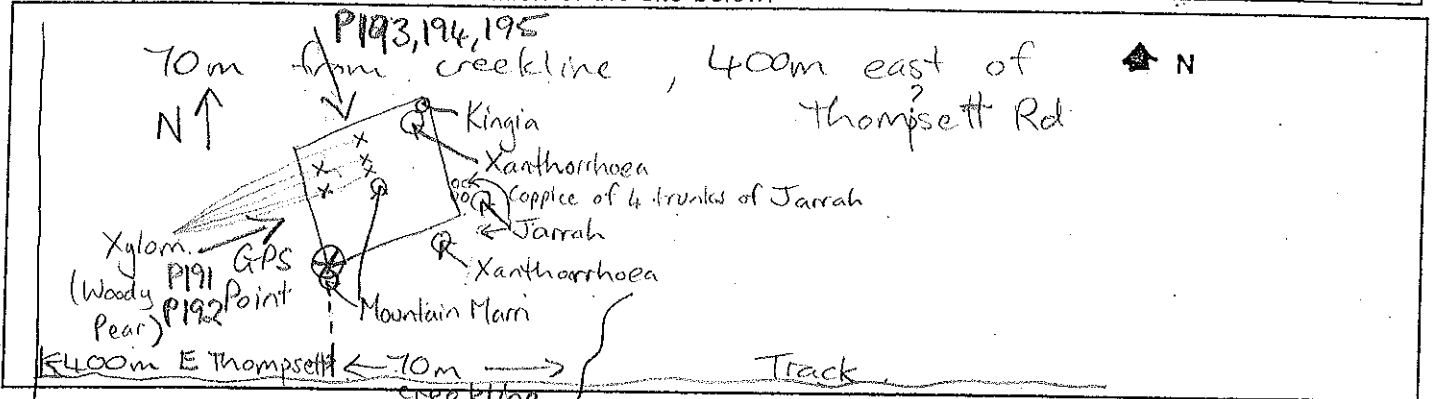 P193,194,195
70m from creekline, 400m east of
Thompsett Rd
?
N
N
Kingia
Xanthorrhoea
Coppice of 4 trunks of Jarrah
Jarrah
Xanthorrhoea
Xylom.
(Woody
Pear)
P191
P192
GPS
Point
Mountain Marri
400m E Thompsett
70m
creekline
Track